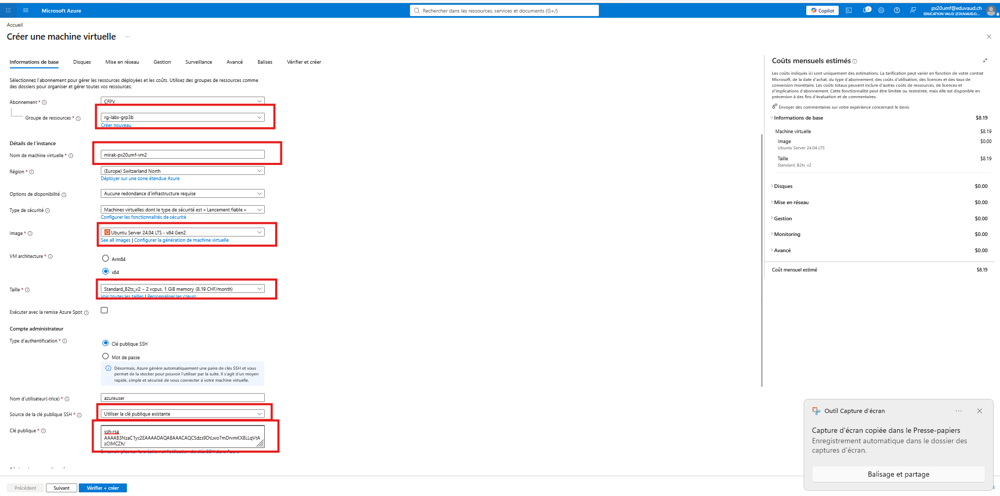 Microsoft Azure
Rechercher dans les ressources, services et documents (G+/)
Copilot
2
px20umf@eduvaud.ch
EDUCATION VAUD (EDUVAUD.O...
Accueil
Créer une machine virtuelle
...
Informations de base
Disques
Mise en réseau
Gestion
Surveillance
Avancé
Balises
Vérifier et créer
Sélectionnez l'abonnement pour gérer les ressources déployées et les coûts. Utilisez des groupes de ressources comme
des dossiers pour organiser et gérer toutes vos ressources.
Abonnement *
CFPV
Groupe de ressources *
rg-labs-grp3b
Créer nouveau
Détails de l'instance
Nom de machine virtuelle *
mirak-px20umf-vm2
Région *
(Europe) Switzerland North
Déployer sur une zone étendue Azure
Options de disponibilité
Aucune redondance d'infrastructure requise
Type de sécurité
Machines virtuelles dont le type de sécurité est « Lancement fiable »
Configurer les fonctionnalités de sécurité
Image *
Ubuntu Server 24.04 LTS - x64 Gen2
See all images | Configurer la génération de machine virtuelle
VM architecture *
Arm64
x64
Taille *
Standard_B2ts_v2 - 2 vcpus, 1 GiB memory (8.19 CHF/month)
Voir toutes les tailles | Personnaliser les cœurs
Exécuter avec la remise Azure Spot
Compte administrateur
Type d'authentification *
Clé publique SSH
Mot de passe
Désormais, Azure génère automatiquement une paire de clés SSH et vous
permet de la stocker pour pouvoir l'utiliser par la suite. Il s'agit d'un moyen
rapide, simple et sécurisé de vous connecter à votre machine virtuelle.
Nom d'utilisateur(-trice) *
azureuser
Source de la clé publique SSH *
Utiliser la clé publique existante
Clé publique *
ssh-rsa
AAAAB3NzaC1yc2EAAAADAQABAAACAQC5dzs9DtLwo7mDrvmKX8LLqVtA
zCtMCZh/
En savoir plus sur la création et l'utilisation de clés SSH dans Azure
Précédent
Suivant
Vérifier + créer
Coûts mensuels estimés
Les coûts indiqués ici sont uniquement des estimations. La tarification peut varier en fonction de votre contrat
Microsoft, de la date d'achat, du type d'abonnement, des coûts d'utilisation, des licences et des taux de
conversion monétaire. Les coûts totaux peuvent inclure d'autres coûts de ressources, de licences et
d'implications d'abonnement. Cette fonctionnalité peut être limitée ou restreinte, mais elle est disponible en
préversion à des fins d'évaluation et de commentaires.
Envoyer des commentaires sur votre expérience concernant le devis
Informations de base $8.19
Machine virtuelle $8.19
Image $0.00
Ubuntu Server 24.04 LTS
Taille $8.19
Standard_B2ts_v2
Disques $0.00
Mise en réseau $0.00
Gestion $0.00
Monitoring $0.00
Avancé $0.00
Coût mensuel estimé $8.19
Outil Capture d'écran
...
Capture d'écran copiée dans le Presse-papiers
Enregistrement automatique dans le dossier des
captures d'écran.
Balisage et partage